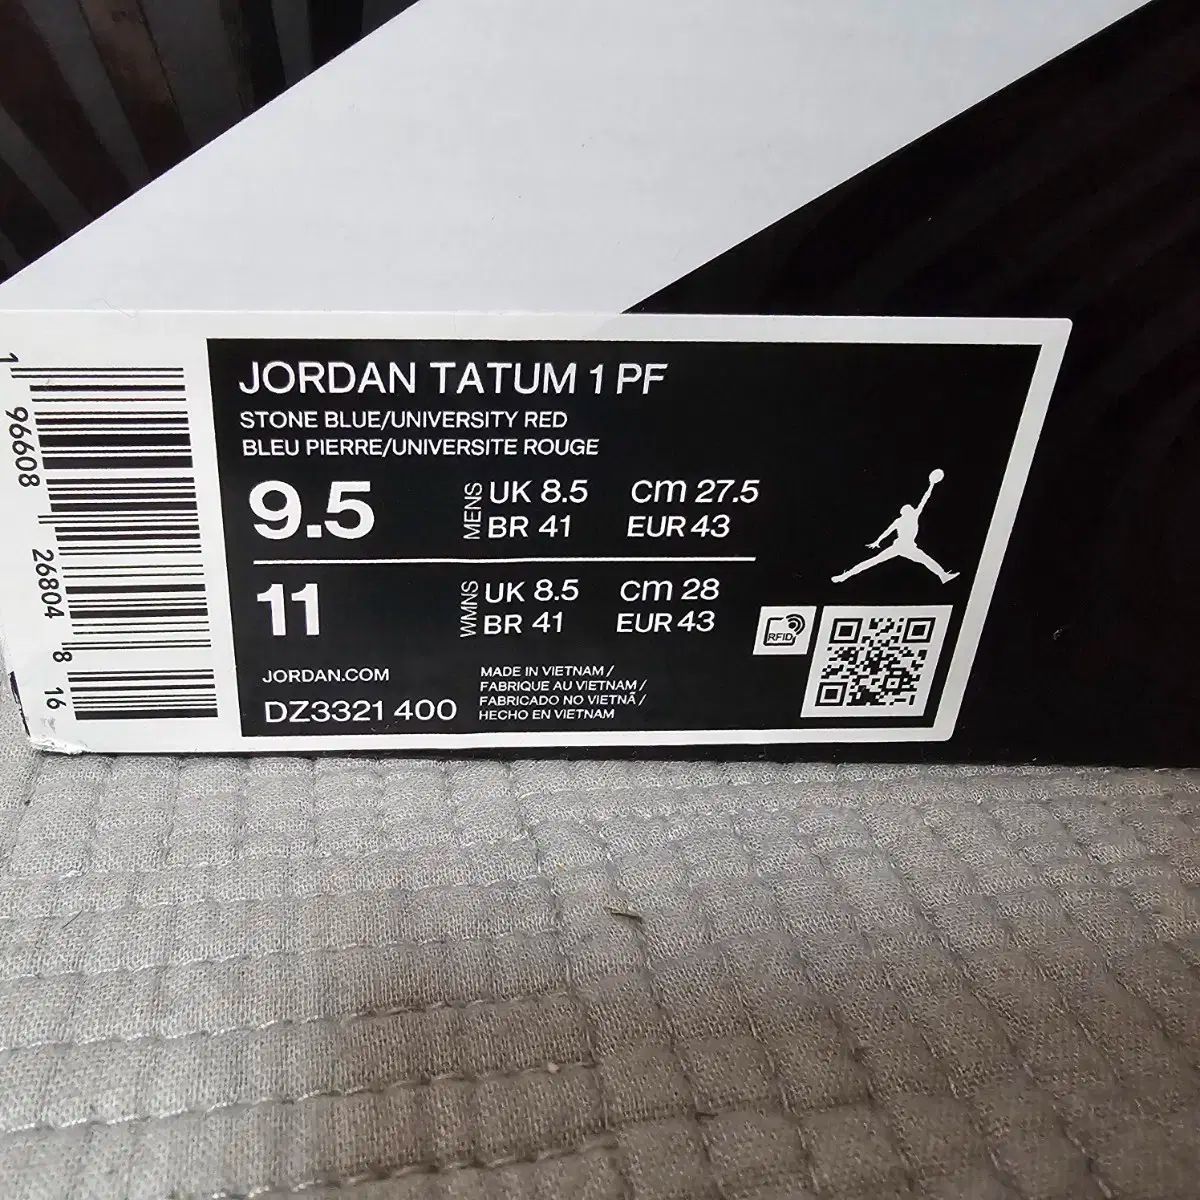 JORDAN TATUM 1 PF
STONE BLUE/UNIVERSITY RED
BLEU PIERRE/UNIVERSITE ROUGE
9.5 MENS UK 8.5 CM 27.5
BR 41 EUR 43
11 WMNS UK 8.5 CM 28
BR 41 EUR 43
RFID
JORDAN.COM
DZ3321 400
MADE IN VIETNAM /
FABRIQUE AU VIETNAM /
FABRICADO NO VIETNÃ /
HECHO EN VIETNAM
1 96608 26804 8 16